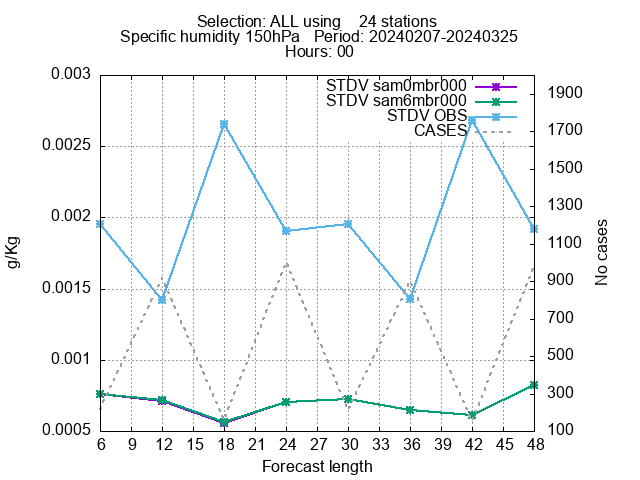 Selection: ALL using    24 stations
Specific humidity 150hPa   Period: 20240207-20240325
Hours: 00
STDV sam0mbr000
STDV sam6mbr000
STDV OBS
CASES
g/Kg
0.003
0.0025
0.002
0.0015
0.001
0.0005
No cases
1900
1700
1500
1300
1100
900
700
500
300
100
6 9 12 15 18 21 24 27 30 33 36 39 42 45 48
Forecast length